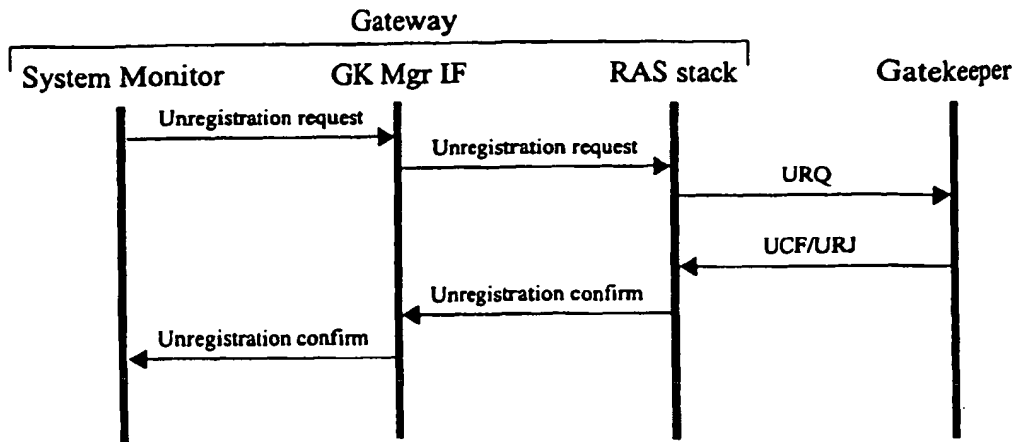 Gateway
System Monitor
GK Mgr IF
RAS stack
Gatekeeper
Unregistration request
Unregistration request
URQ
UCF/URJ
Unregistration confirm
Unregistration confirm